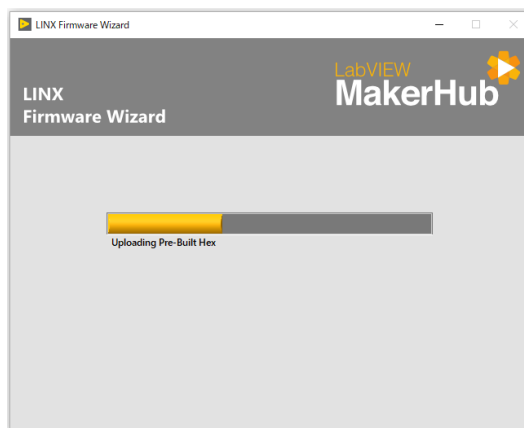 LINX Firmware Wizard
LabVIEW
MakerHub
LINX
Firmware Wizard
Uploading Pre-Built Hex